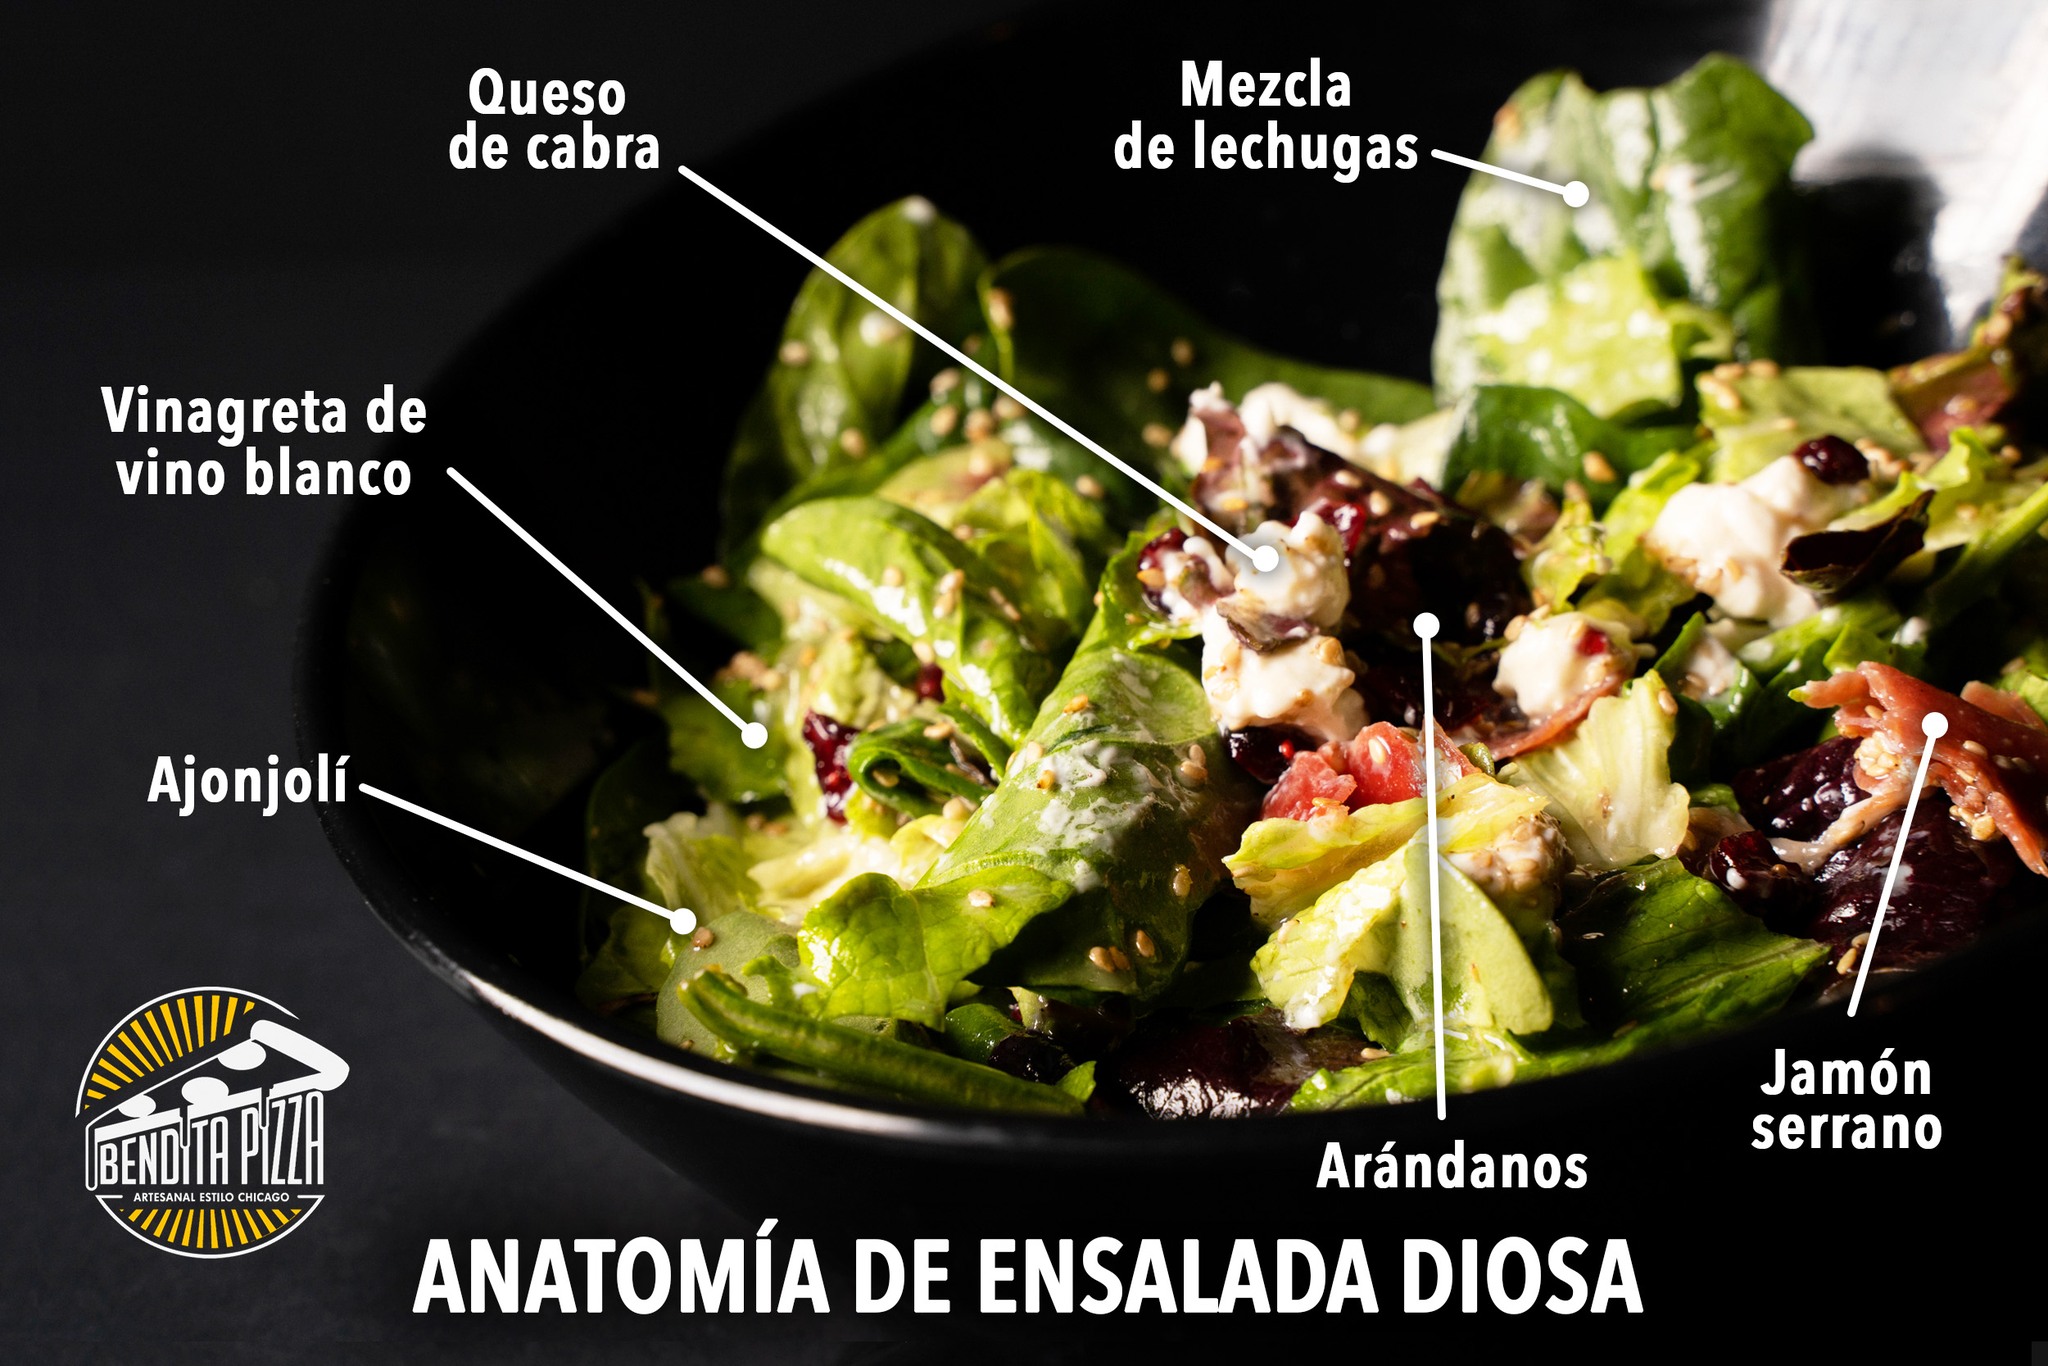 Queso
de cabra
Mezcla
de lechugas
Vinagreta de
vino blanco
Ajonjolí
Jamón
serrano
Arándanos
BENDITA PIZZA
ARTESANAL ESTILO CHICAGO
ANATOMÍA DE ENSALADA DIOSA